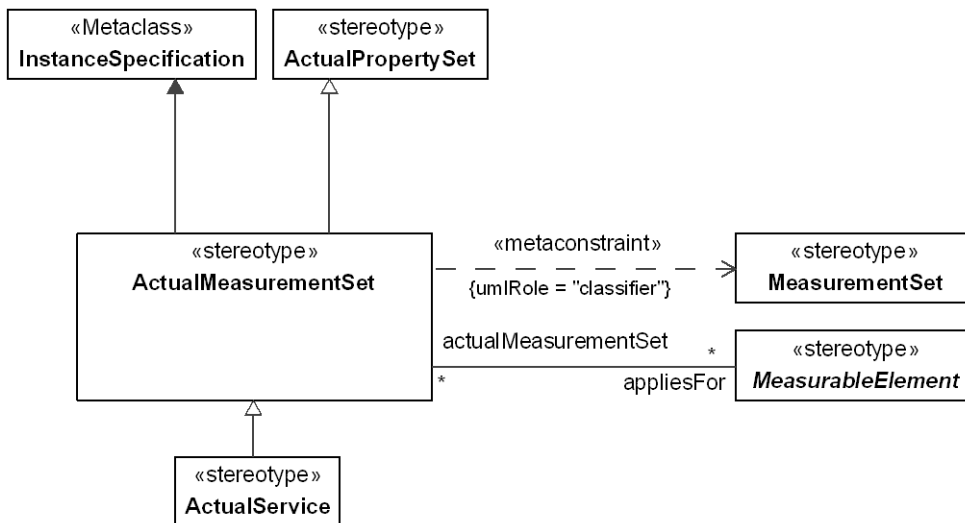 «Metaclass»
InstanceSpecification
«stereotype»
ActualPropertySet
«stereotype»
ActualMeasurementSet
«metaconstraint»
{umlRole = "classifier"}
«stereotype»
MeasurementSet
actualMeasurementSet
*
*
appliesFor
«stereotype»
MeasurableElement
«stereotype»
ActualService